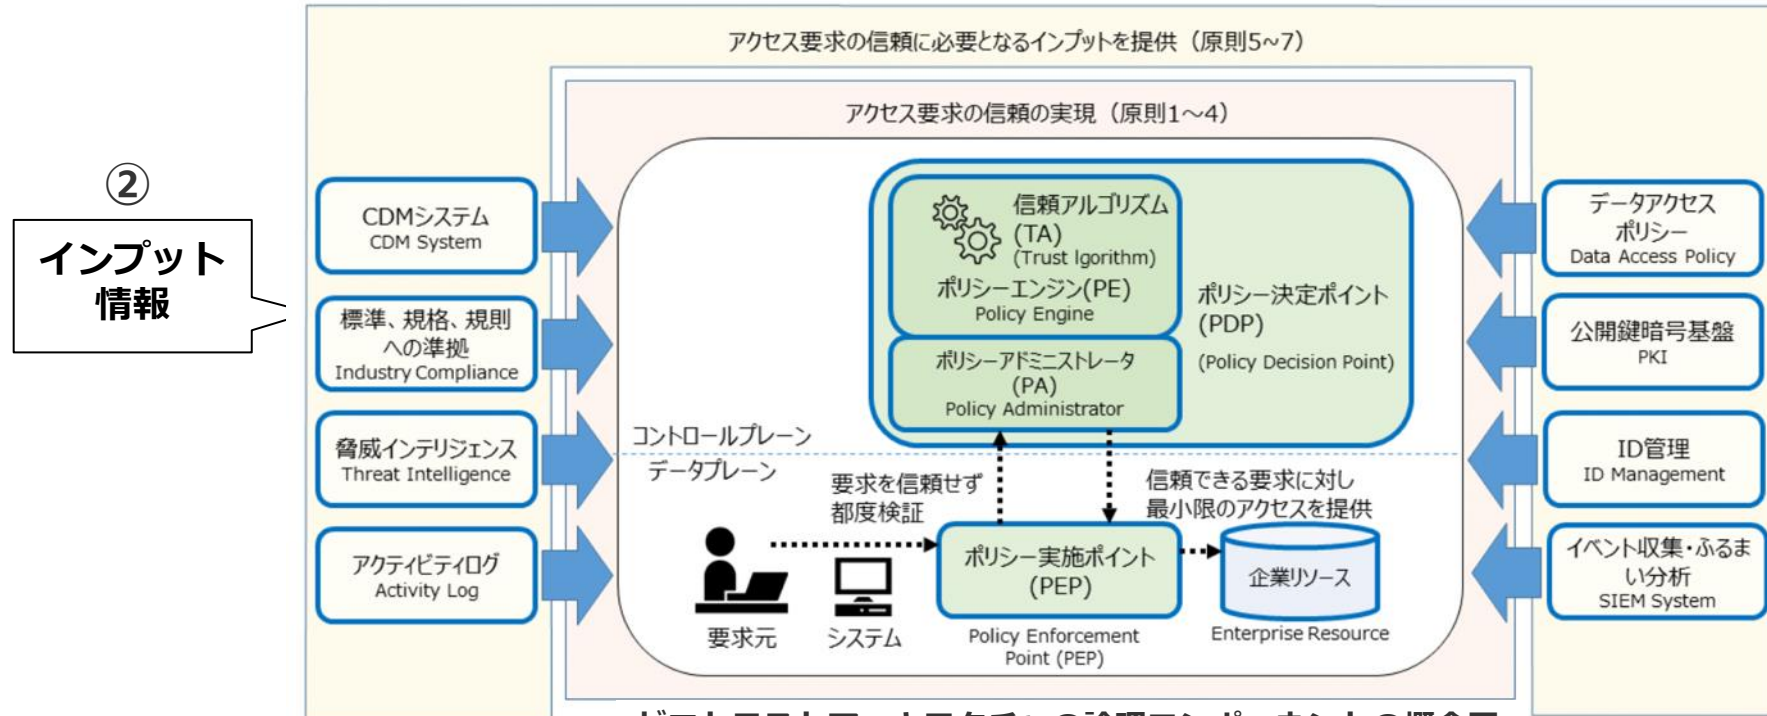 アクセス要求の信頼に必要となるインプットを提供（原則5~7）
アクセス要求の信頼の実現（原則1～4）
②
インプット
情報
CDMシステム
CDM System
標準、規格、規則
への準拠
Industry Compliance
脅威インテリジェンス
Threat Intelligence
アクティビティログ
Activity Log
信頼アルゴリズム
(TA)
(Trust lgorithm)
ポリシーエンジン(PE)
Policy Engine
ポリシーアドミニストレータ
(PA)
Policy Administrator
ポリシー決定ポイント
(PDP)
(Policy Decision Point)
コントロールプレーン
データプレーン
要求を信頼せず
都度検証
信頼できる要求に対し
最小限のアクセスを提供
要求元
システム
ポリシー実施ポイント
(PEP)
Policy Enforcement
Point (PEP)
企業リソース
Enterprise Resource
データアクセス
ポリシー
Data Access Policy
公開鍵暗号基盤
PKI
ID管理
ID Management
イベント収集・ふるま
い分析
SIEM System